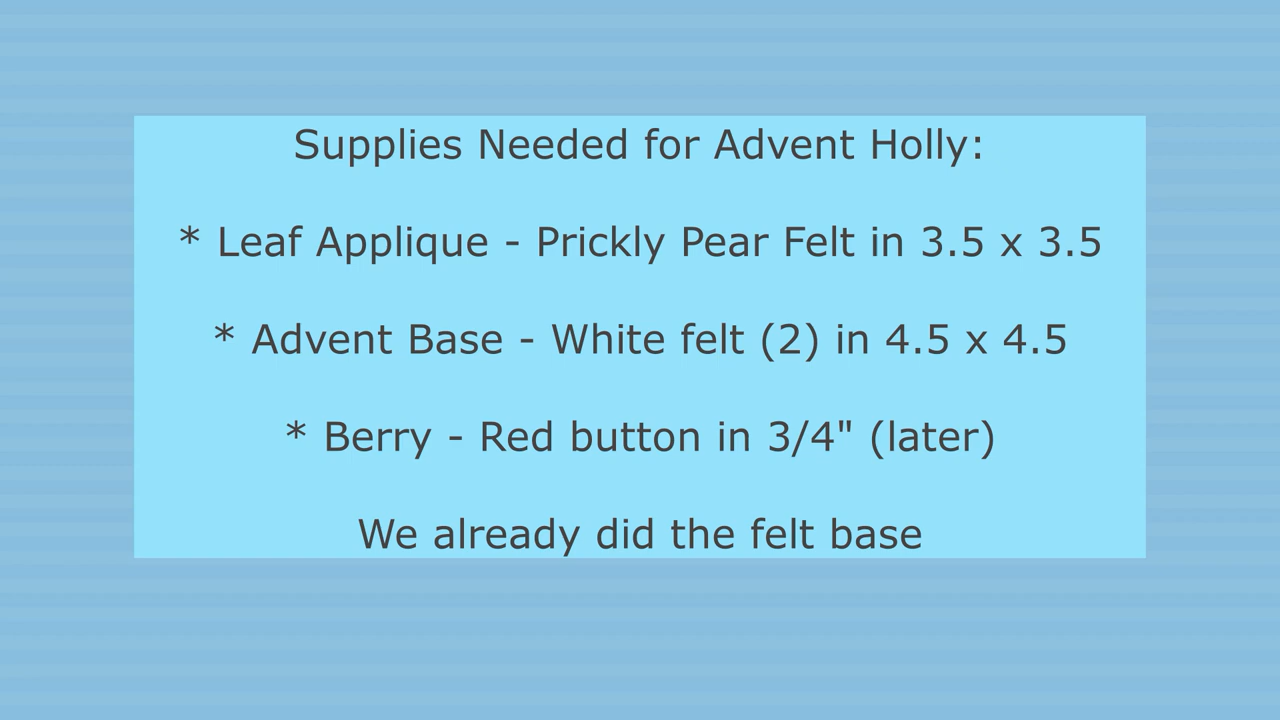 Supplies Needed for Advent Holly:
* Leaf Applique - Prickly Pear Felt in 3.5 x 3.5
* Advent Base - White felt (2) in 4.5 x 4.5
* Berry - Red button in 3/4" (later)
We already did the felt base